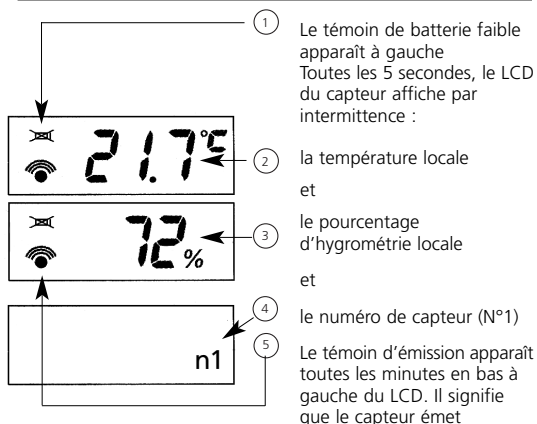 1
Le témoin de batterie faible
apparaît à gauche
Toutes les 5 secondes, le LCD
du capteur affiche par
intermittence :
21.7°C
2
la température locale
et
72%
3
le pourcentage
d'hygrométrie locale
et
4
le numéro de capteur (N°1)
n1
5
Le témoin d'émission apparaît
toutes les minutes en bas à
gauche du LCD. Il signifie
que le capteur émet